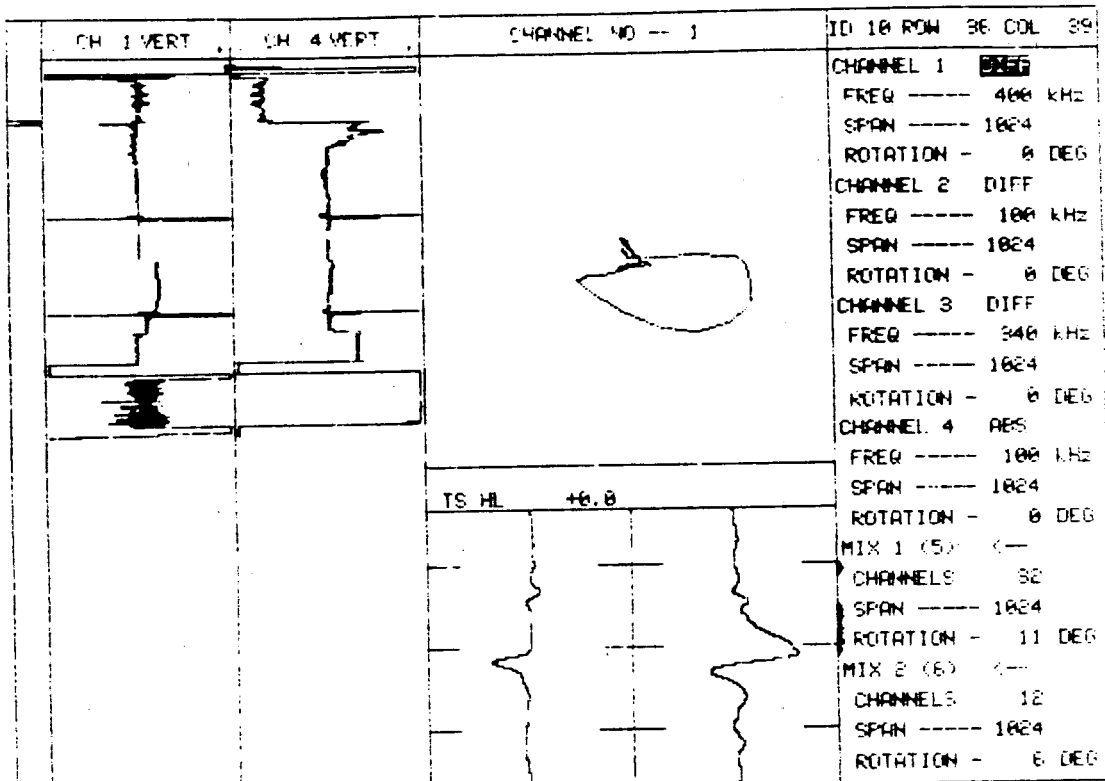 CH 1 VERT
CH 4 VERT
CHANNEL NO -- 1
ID 10 ROW 36 COL 39
CHANNEL 1 DIFF
FREQ ----- 400 kHz
SPAN ----- 1024
ROTATION - 0 DEG
CHANNEL 2 DIFF
FREQ ----- 100 kHz
SPAN ----- 1024
ROTATION - 0 DEG
CHANNEL 3 DIFF
FREQ ----- 340 kHz
SPAN ----- 1024
ROTATION - 0 DEG
CHANNEL 4 ABS
FREQ ----- 100 kHz
SPAN ----- 1024
ROTATION - 0 DEG
MIX 1 (5) <--
CHANNELS 32
SPAN ----- 1024
ROTATION - 11 DEG
MIX 2 (6) <--
CHANNELS 12
SPAN ----- 1024
ROTATION - 6 DEG
TS HL +0.0